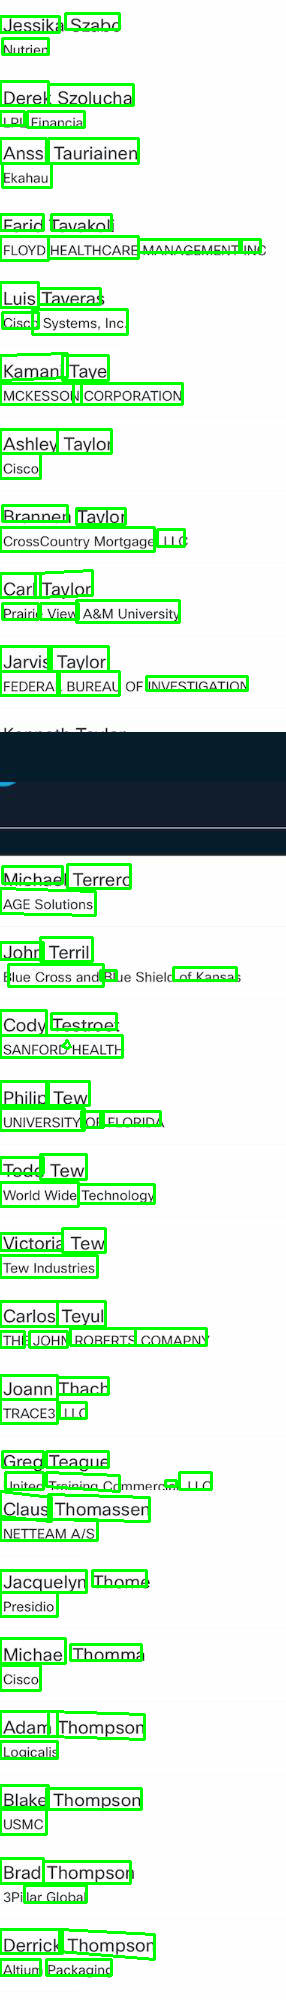 Jessika Szabo
Nutrien
Derek Szolucha
LPL Financial
Anssi Tauriainen
Ekahau
Farid Tavakoli
FLOYD HEALTHCARE MANAGEMENT INC
Luis Taveras
Cisco Systems, Inc.
Kamani Taye
MCKESSON CORPORATION
Ashley Taylor
Cisco
Brannen Taylor
CrossCountry Mortgage LLC
Carl Taylor
Prairie View A&M University
Jarvis Taylor
FEDERAL BUREAU OF INVESTIGATION
Kenneth Taylor
Michael Terrero
AGE Solutions
John Terrill
Blue Cross and Blue Shield of Kansas
Cody Testroet
SANFORD HEALTH
Philip Tew
UNIVERSITY OF FLORIDA
Todd Tew
World Wide Technology
Victoria Tew
Tew Industries
Carlos Teyul
THE JOHN ROBERTS COMAPNY
Joann Thach
TRACE3 LLC
Greg Teague
United Training Commercial LLC
Claus Thomassen
NETTEAM A/S
Jacquelyn Thome
Presidio
Michael Thomma
Cisco
Adam Thompson
Logicalis
Blake Thompson
USMC
Brad Thompson
3Pillar Global
Derrick Thompson
Altium Packaging